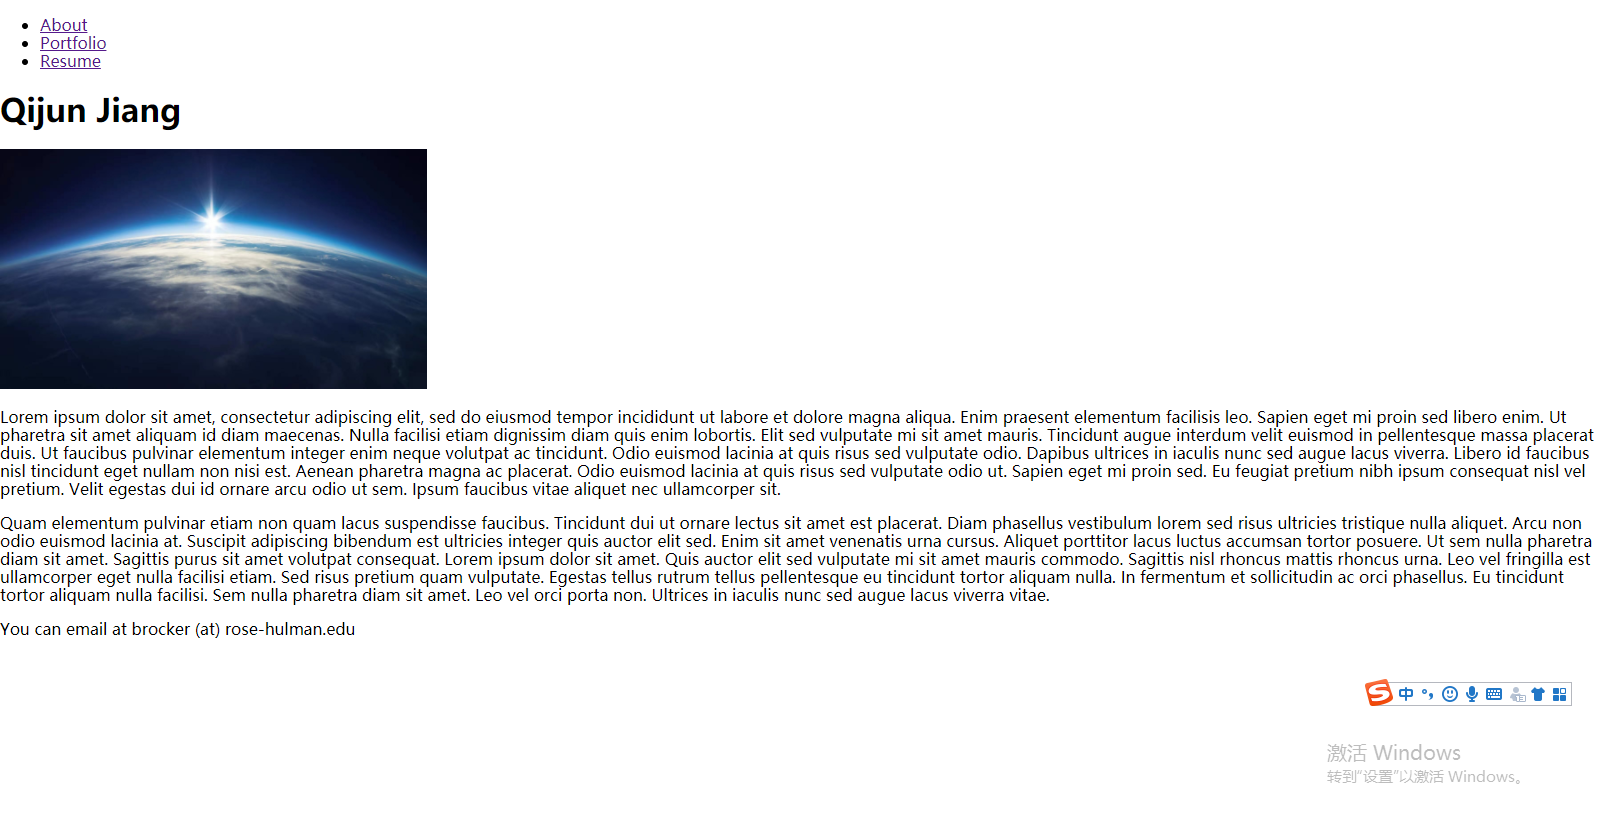 About
Portfolio
Resume
Qijun Jiang
Lorem ipsum dolor sit amet, consectetur adipiscing elit, sed do eiusmod tempor incididunt ut labore et dolore magna aliqua. Enim praesent elementum facilisis leo. Sapien eget mi proin sed libero enim. Ut
pharetra sit amet aliquam id diam maecenas. Nulla facilisi etiam dignissim diam quis enim lobortis. Elit sed vulputate mi sit amet mauris. Tincidunt augue interdum velit euismod in pellentesque massa placerat
duis. Ut faucibus pulvinar elementum integer enim neque volutpat ac tincidunt. Odio euismod lacinia at quis risus sed vulputate odio. Dapibus ultrices in iaculis nunc sed augue lacus viverra. Libero id faucibus
nisl tincidunt eget nullam non nisi est. Aenean pharetra magna ac placerat. Odio euismod lacinia at quis risus sed vulputate odio ut. Sapien eget mi proin sed. Eu feugiat pretium nibh ipsum consequat nisl vel
pretium. Velit egestas dui id ornare arcu odio ut sem. Ipsum faucibus vitae aliquet nec ullamcorper sit.
Quam elementum pulvinar etiam non quam lacus suspendisse faucibus. Tincidunt dui ut ornare lectus sit amet est placerat. Diam phasellus vestibulum lorem sed risus ultricies tristique nulla aliquet. Arcu non
odio euismod lacinia at. Suscipit adipiscing bibendum est ultricies integer quis auctor elit sed. Enim sit amet venenatis urna cursus. Aliquet porttitor lacus luctus accumsan tortor posuere. Ut sem nulla pharetra
diam sit amet. Sagittis purus sit amet volutpat consequat. Lorem ipsum dolor sit amet. Quis auctor elit sed vulputate mi sit amet mauris commodo. Sagittis nisl rhoncus mattis rhoncus urna. Leo vel fringilla est
ullamcorper eget nulla facilisi etiam. Sed risus pretium quam vulputate. Egestas tellus rutrum tellus pellentesque eu tincidunt tortor aliquam nulla. In fermentum et sollicitudin ac orci phasellus. Eu tincidunt
tortor aliquam nulla facilisi. Sem nulla pharetra diam sit amet. Leo vel orci porta non. Ultrices in iaculis nunc sed augue lacus viverra vitae.
You can email at brocker (at) rose-hulman.edu
S 中
激活 Windows
转到"设置"以激活 Windows。